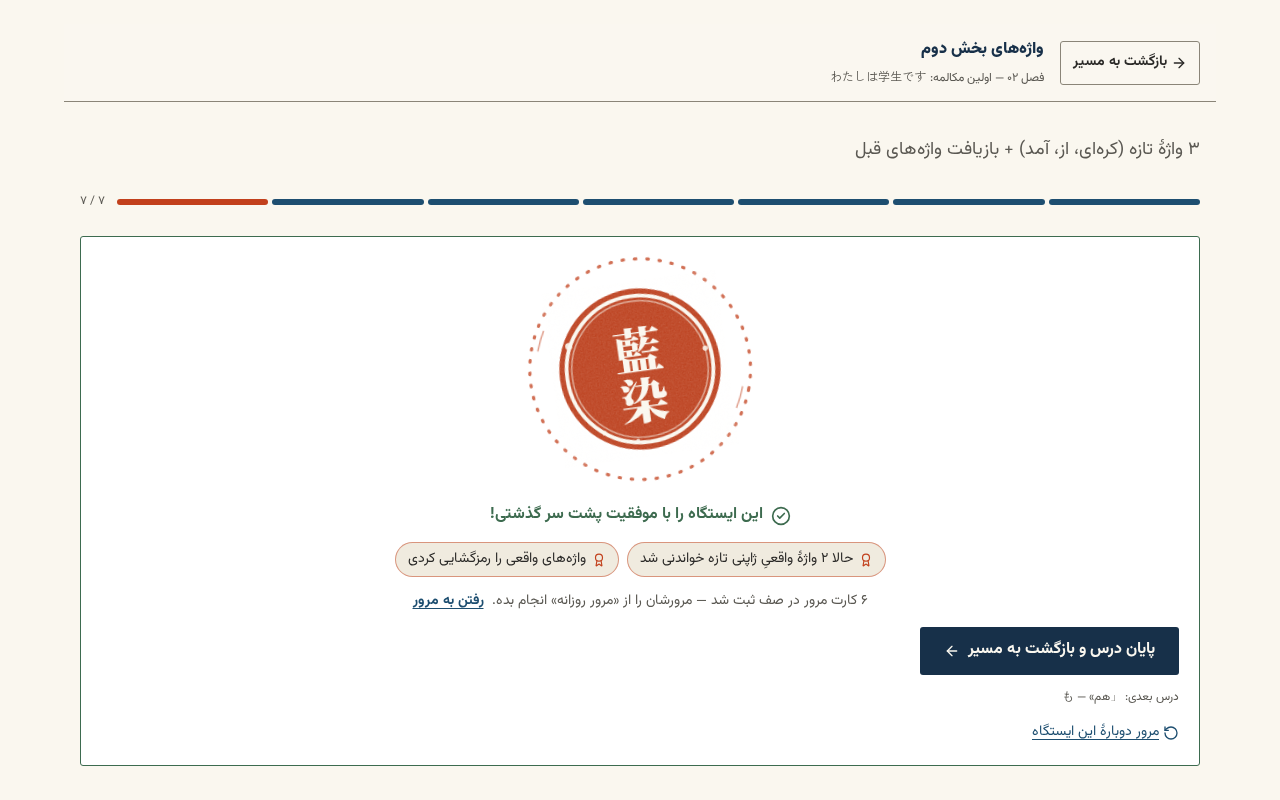 بازگشت به مسیر
واژه‌های بخش دوم
فصل ۰۲ — اولین مکالمه: わたしは学生です
۳ واژهٔ تازه (کره‌ای، از، آمد) + بازیافت واژه‌های قبل
۷ / ۷
藍染
این ایستگاه را با موفقیت پشت سر گذشتی!
حالا ۲ واژهٔ واقعیِ ژاپنی تازه خواندنی شد
واژه‌های واقعی را رمزگشایی کردی
۶ کارت مرور در صف ثبت شد — مرورشان را از «مرور روزانه» انجام بده. رفتن به مرور
پایان درس و بازگشت به مسیر
درس بعدی: 」هم» — も
مرور دوبارهٔ این ایستگاه